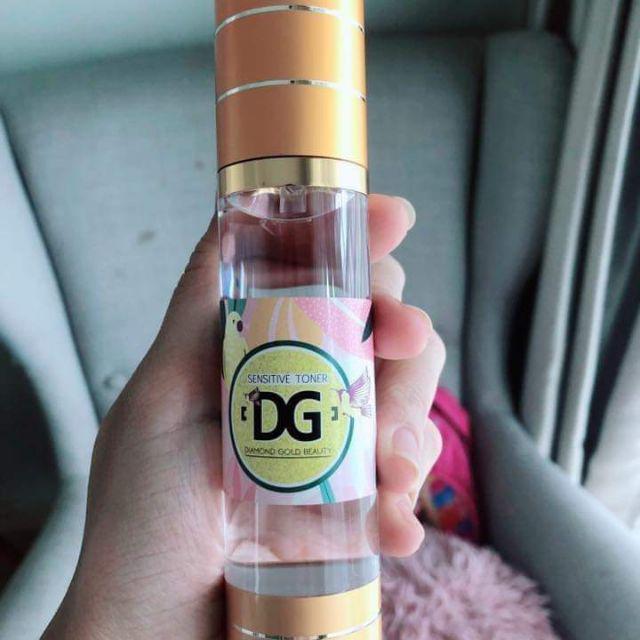 SENSITIVE TONER
[DG]
DIAMOND GOLD BEAUTY